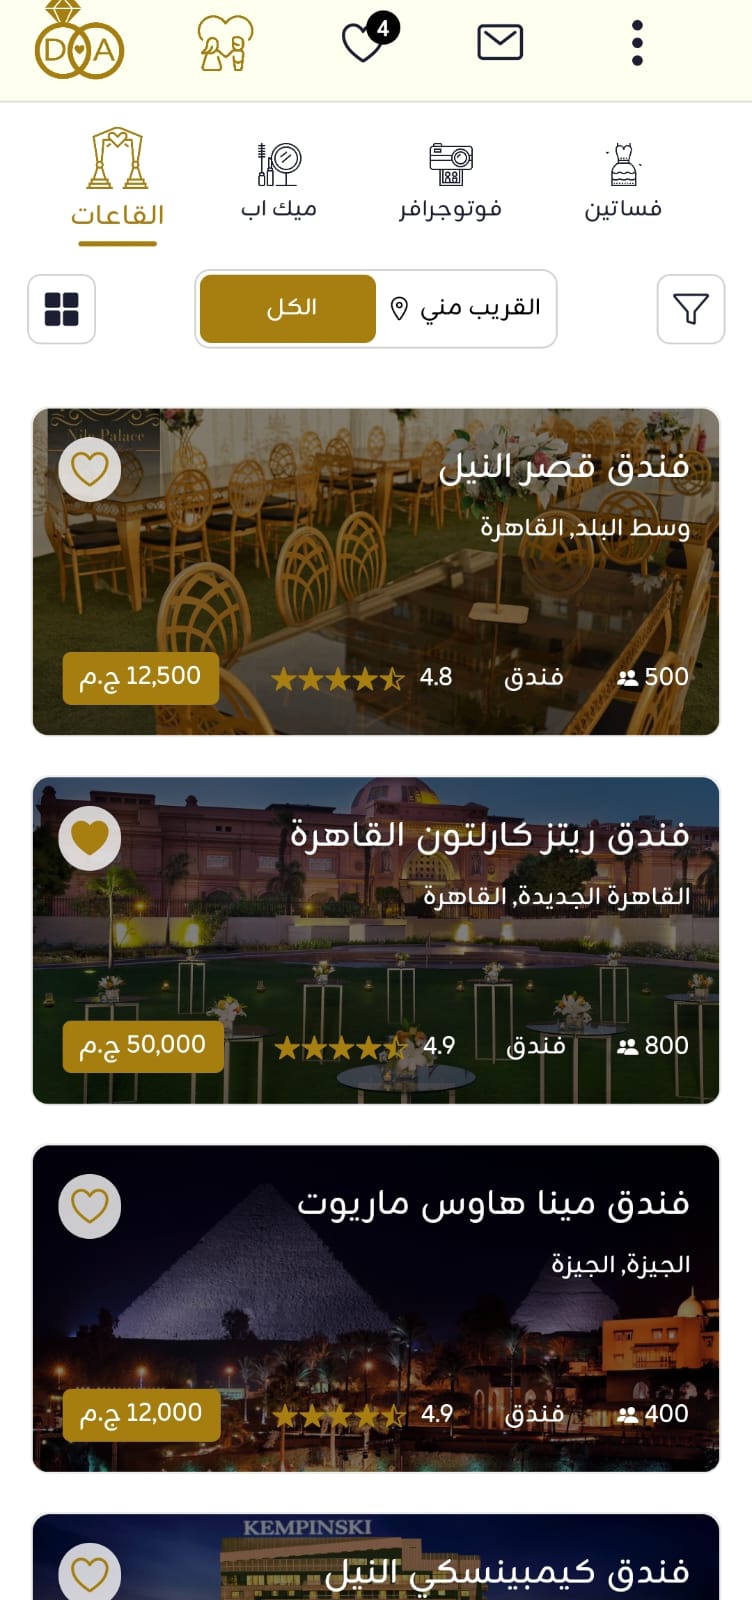 D A
4
القاعات
ميك اب
فوتوجرافر
فساتين
القريب مني
الكل
Nile Palace
فندق قصر النيل
وسط البلد, القاهرة
500
فندق
4.8
12,500 ج.م
فندق ريتز كارلتون القاهرة
القاهرة الجديدة, القاهرة
800
فندق
4.9
50,000 ج.م
فندق مينا هاوس ماريوت
الجيزة, الجيزة
400
فندق
4.9
12,000 ج.م
KEMPINSKI
فندق كيمبينسكي النيل